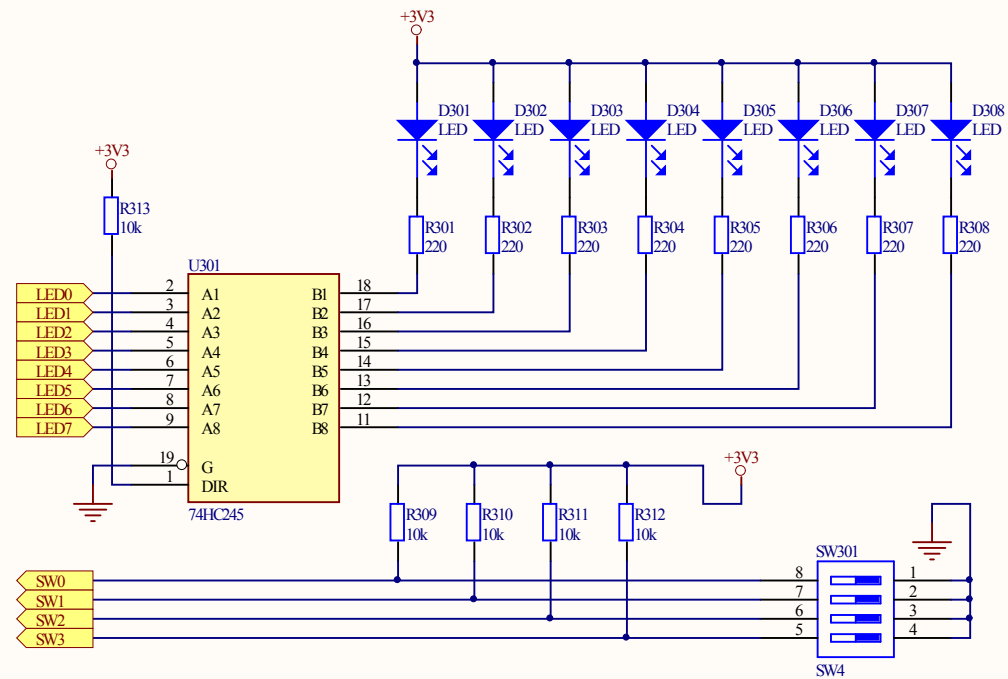 +3V3
D301 D302 D303 D304 D305 D306 D307 D308
LED LED LED LED LED LED LED LED
+3V3
R313
10k
R301 R302 R303 R304 R305 R306 R307 R308
220 220 220 220 220 220 220 220
U301
LED0 2 A1 B1 18
LED1 3 A2 B2 17
LED2 4 A3 B3 16
LED3 5 A4 B4 15
LED4 6 A5 B5 14
LED5 7 A6 B6 13
LED6 8 A7 B7 12
LED7 9 A8 B8 11
19 G
1 DIR
74HC245
+3V3
R309 R310 R311 R312
10k 10k 10k 10k
SW301
SW0 8 1
SW1 7 2
SW2 6 3
SW3 5 4
SW4